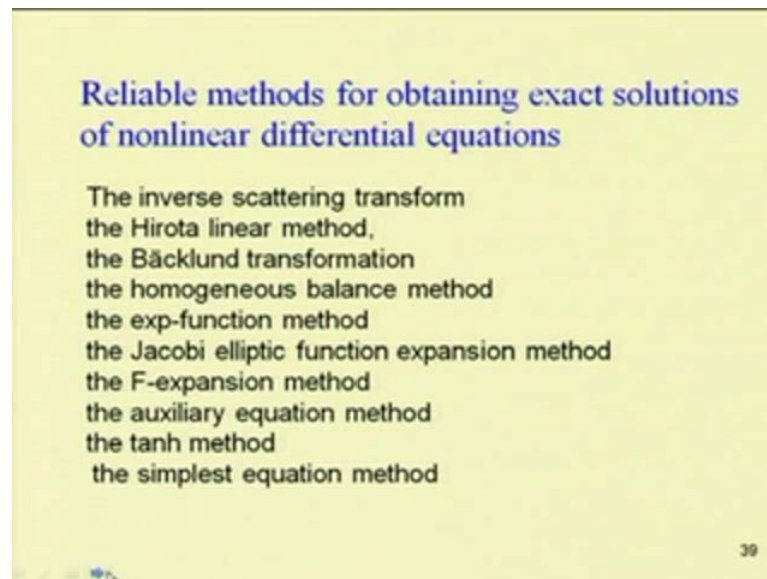 Reliable methods for obtaining exact solutions
of nonlinear differential equations
The inverse scattering transform
the Hirota linear method,
the Bäcklund transformation
the homogeneous balance method
the exp-function method
the Jacobi elliptic function expansion method
the F-expansion method
the auxiliary equation method
the tanh method
the simplest equation method
39